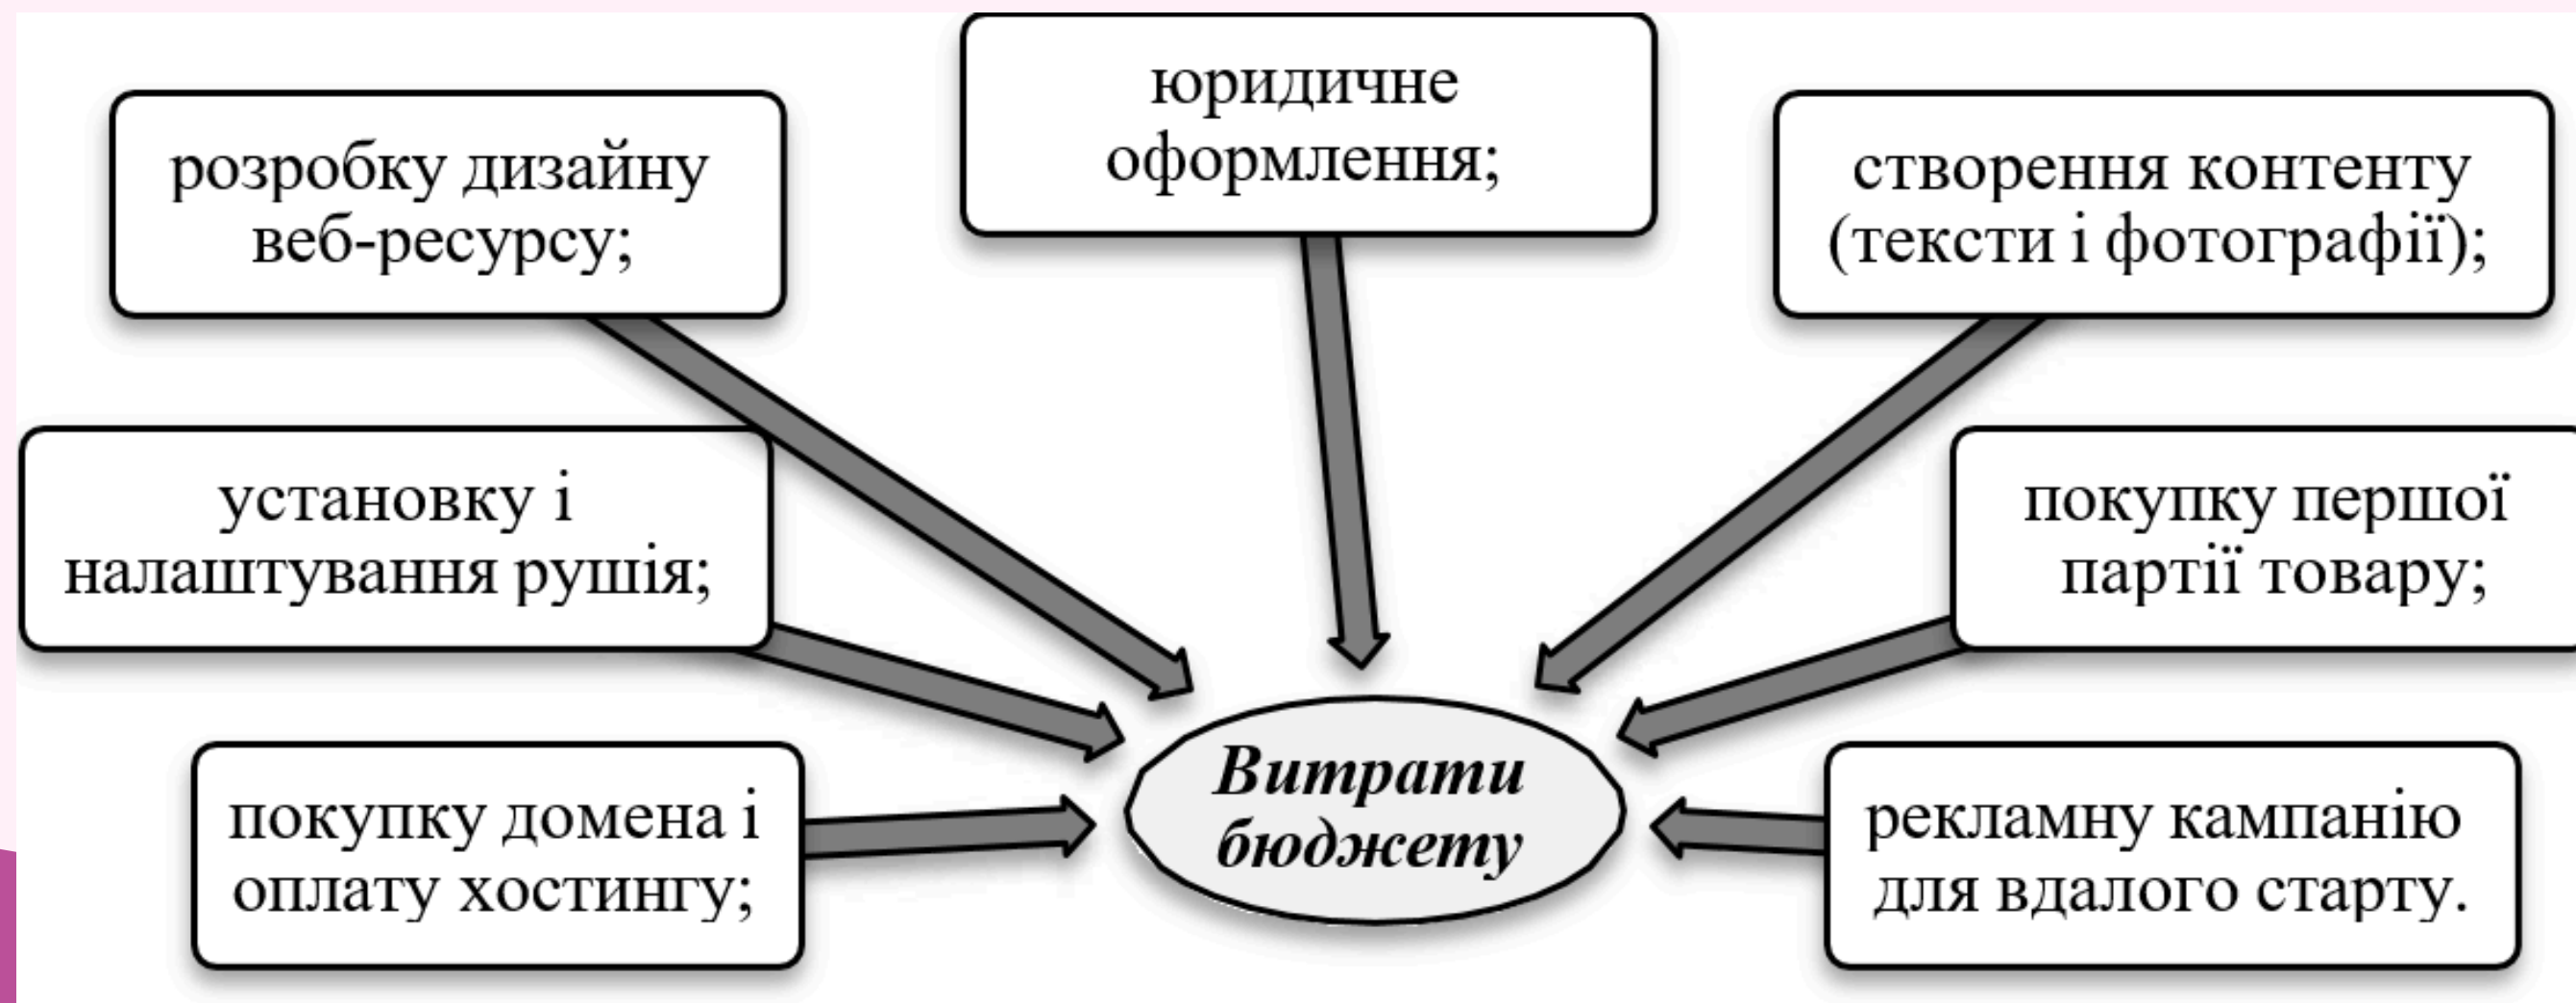 юридичне
оформлення;
розробку дизайну
веб-ресурсу;
створення контенту
(тексти і фотографії);
установку і
налаштування рушія;
покупку першої
партії товару;
покупку домена і
оплату хостингу;
Витрати
бюджету
рекламну кампанію
для вдалого старту.